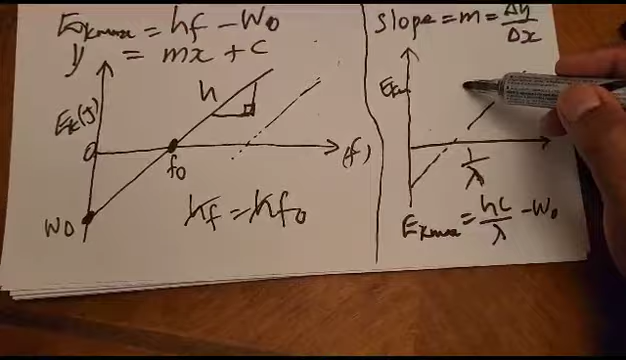 Ekmax = hf - W0
y = mx + c
Ek(J)
h
0
f0
(f)
W0
hf = hf0
slope = m = Δy/Δx
Ek
1/λ
Ekmax = hc/λ - W0